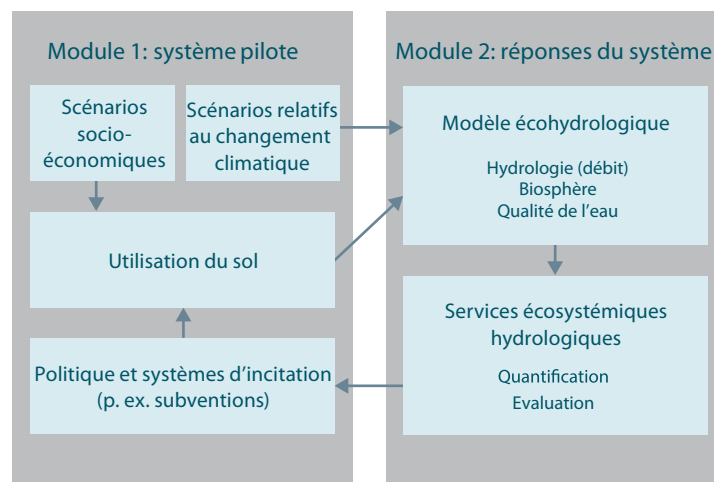 Module 1: système pilote
Scénarios
socio-
économiques
Scénarios relatifs
au changement
climatique
Utilisation du sol
Politique et systèmes d’incitation
(p. ex. subventions)
Module 2: réponses du système
Modèle écohydrologique
Hydrologie (débit)
Biosphère
Qualité de l’eau
Services écosystémiques
hydrologiques
Quantification
Evaluation